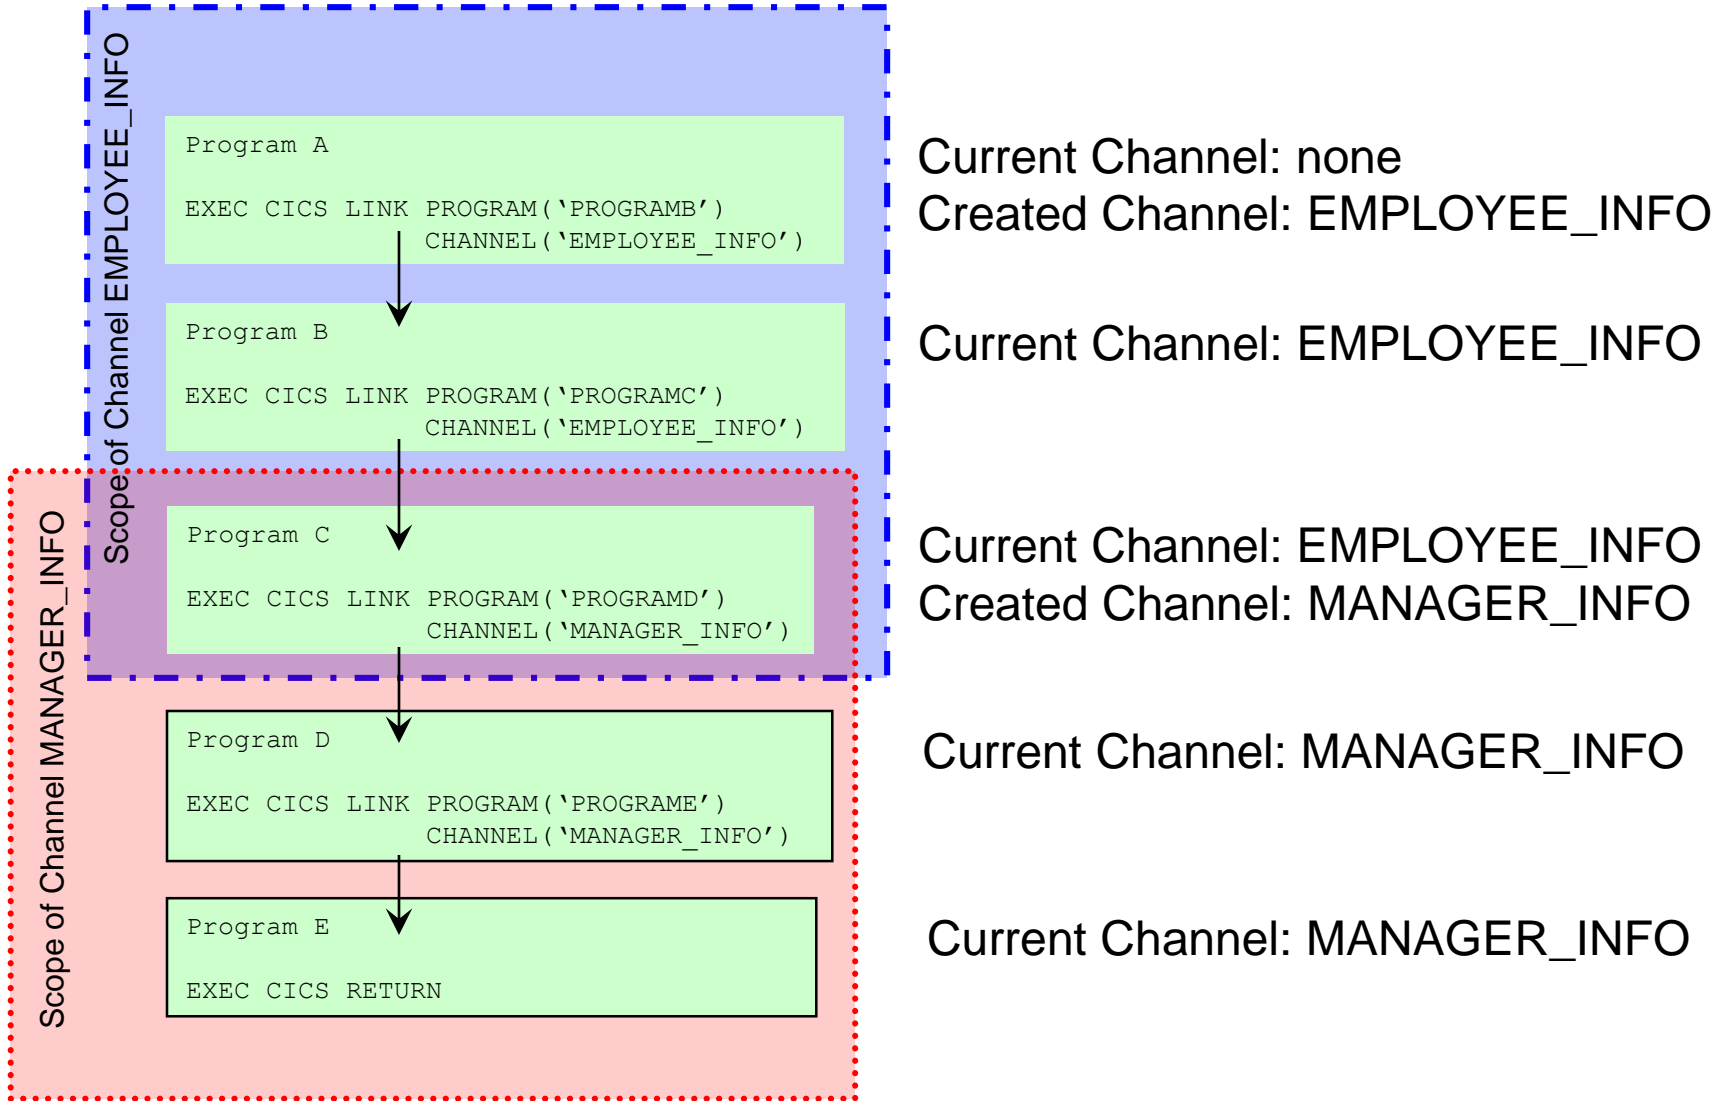 Scope of Channel EMPLOYEE_INFO
Program A
EXEC CICS LINK PROGRAM(‘PROGRAMB’)
CHANNEL(‘EMPLOYEE_INFO’)
Current Channel: none
Created Channel: EMPLOYEE_INFO
Program B
EXEC CICS LINK PROGRAM(‘PROGRAMC’)
CHANNEL(‘EMPLOYEE_INFO’)
Current Channel: EMPLOYEE_INFO
Scope of Channel MANAGER_INFO
Program C
EXEC CICS LINK PROGRAM(‘PROGRAMD’)
CHANNEL(‘MANAGER_INFO’)
Current Channel: EMPLOYEE_INFO
Created Channel: MANAGER_INFO
Program D
EXEC CICS LINK PROGRAM(‘PROGRAME’)
CHANNEL(‘MANAGER_INFO’)
Current Channel: MANAGER_INFO
Program E
EXEC CICS RETURN
Current Channel: MANAGER_INFO